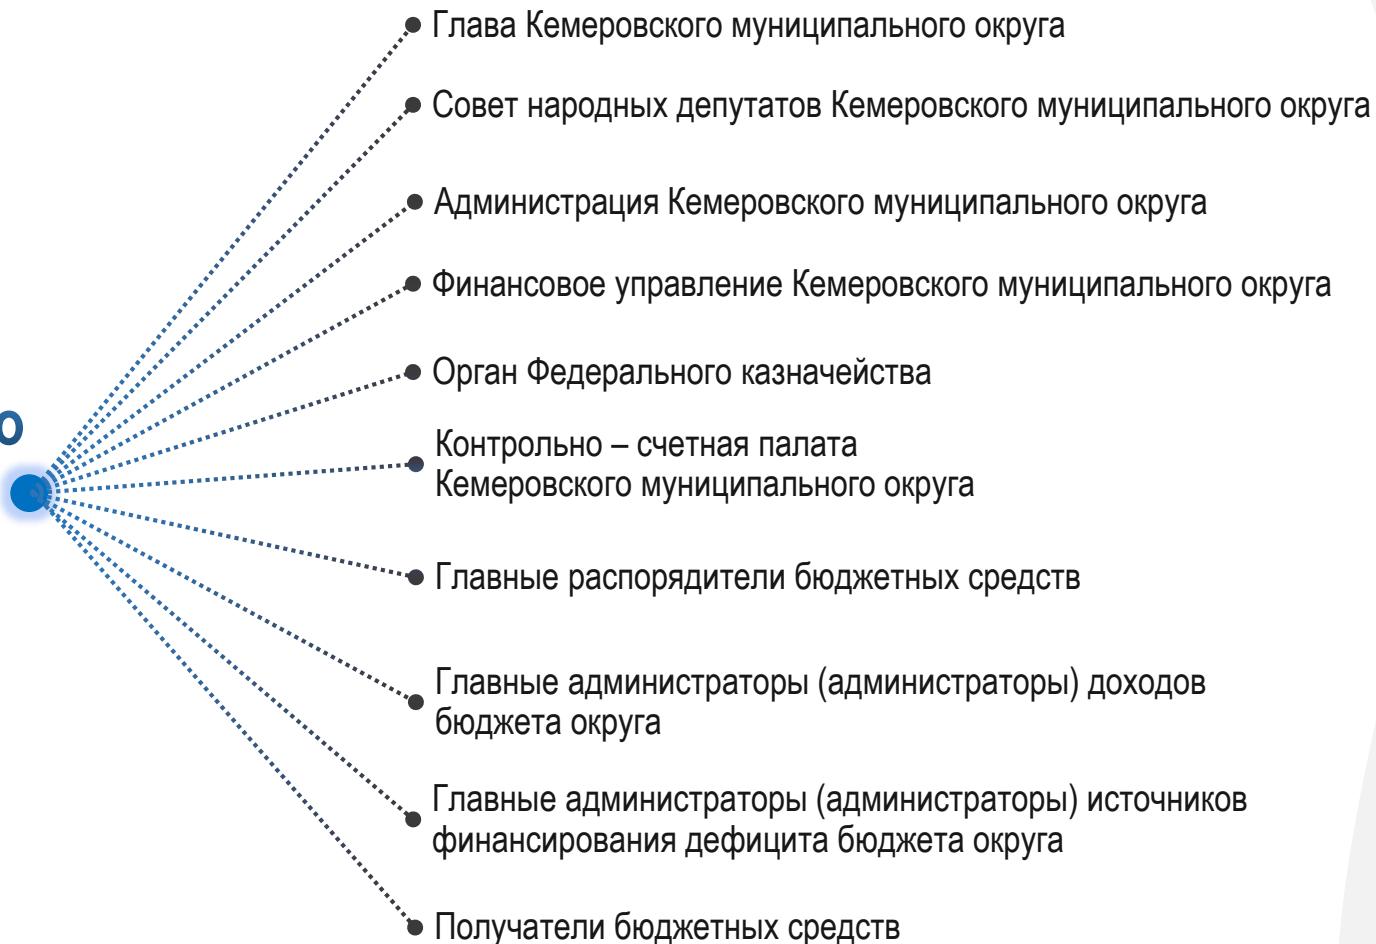 Глава Кемеровского муниципального округа
Совет народных депутатов Кемеровского муниципального округа
Администрация Кемеровского муниципального округа
Финансовое управление Кемеровского муниципального округа
Орган Федерального казначейства
Контрольно – счетная палата
Кемеровского муниципального округа
Главные распорядители бюджетных средств
Главные администраторы (администраторы) доходов
бюджета округа
Главные администраторы (администраторы) источников
финансирования дефицита бюджета округа
Получатели бюджетных средств